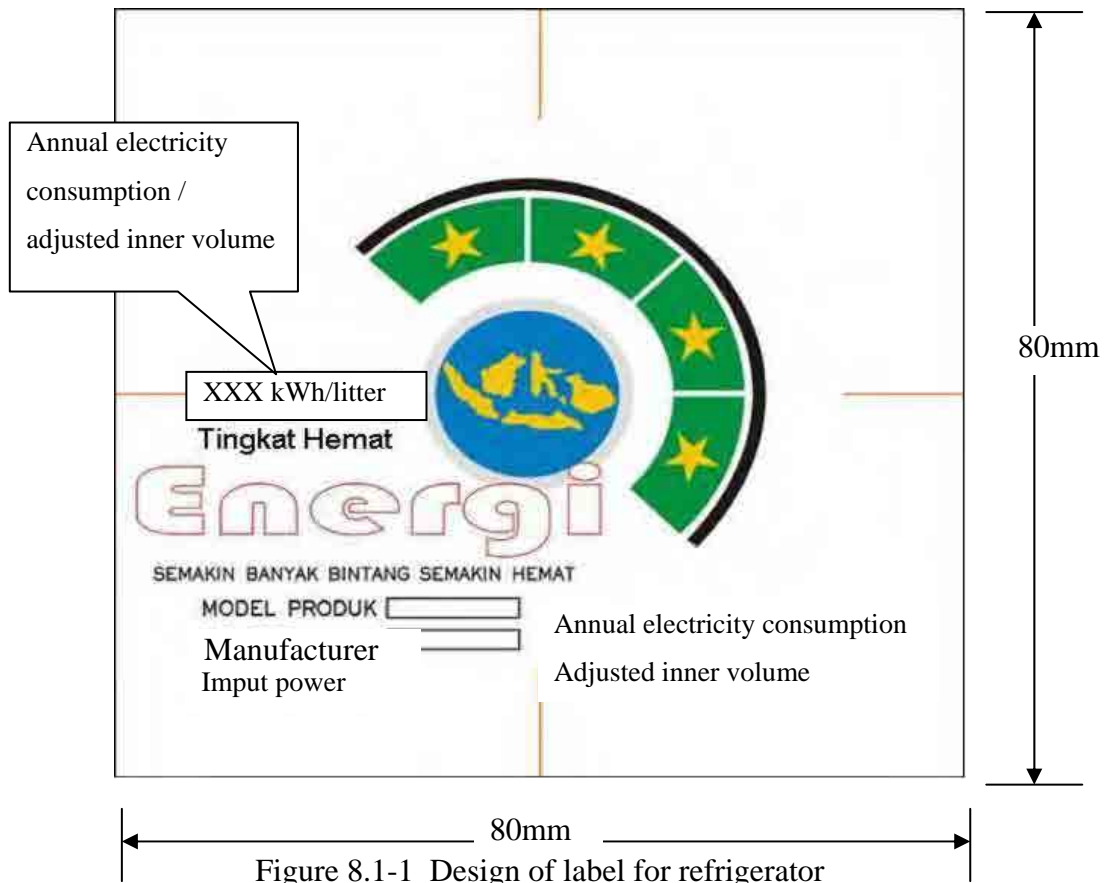 Annual electricity
consumption /
adjusted inner volume
80mm
XXX kWh/litter
Tingkat Hemat
Energi
SEMAKIN BANYAK BINTANG SEMAKIN HEMAT
MODEL PRODUK
Manufacturer
Imput power
Annual electricity consumption
Adjusted inner volume
80mm
Figure 8.1-1 Design of label for refrigerator